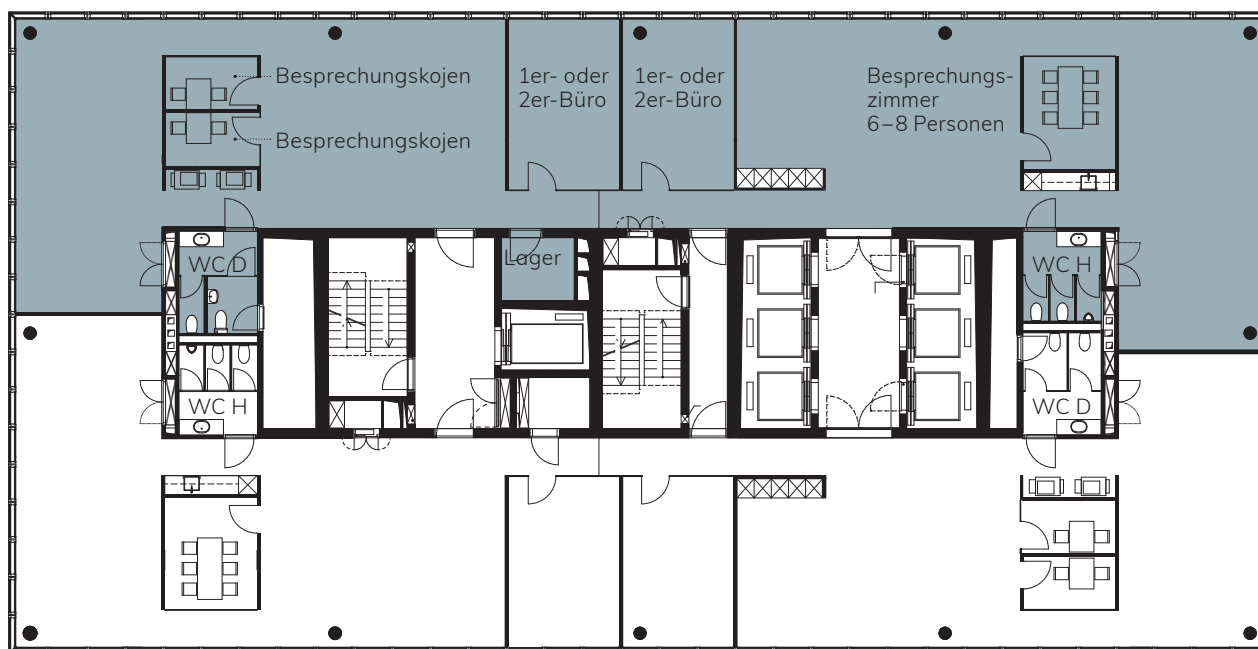 Besprechungskojen
Besprechungskojen
1er- oder
2er-Büro
1er- oder
2er-Büro
Besprechungs-
zimmer
6–8 Personen
WC D
Lager
WC H
WC H
WC D